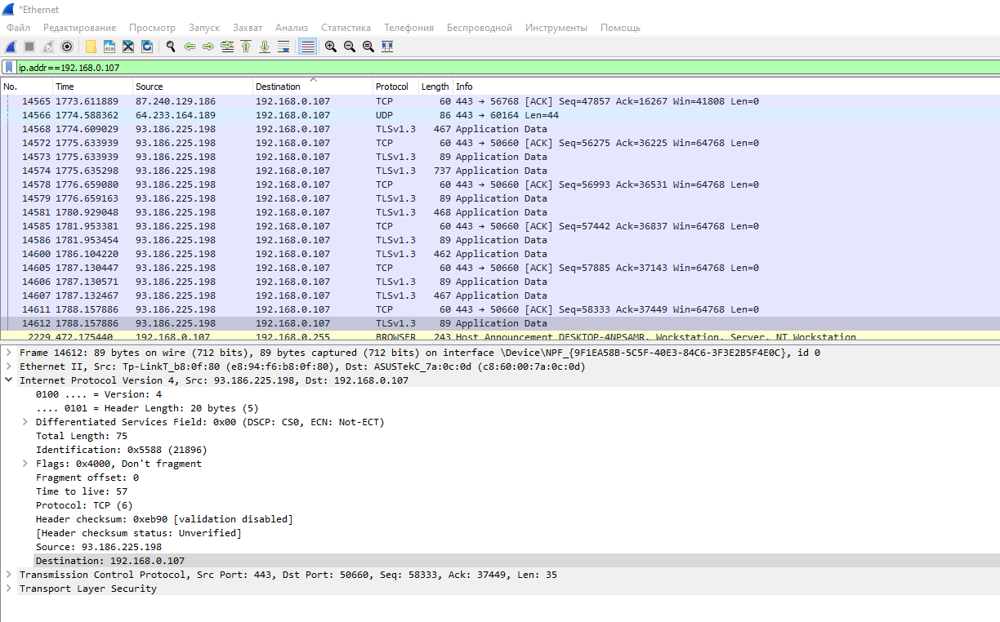 *Ethernet
Файл Редактирование Просмотр Запуск Захват Анализ Статистика Телефония Беспроводной Инструменты Помощь
ip.addr==192.168.0.107
No. Time Source Destination Protocol Length Info
14565 1773.611889 87.240.129.186 192.168.0.107 TCP 60 443 → 56768 [ACK] Seq=47857 Ack=16267 Win=41808 Len=0
14566 1774.588362 64.233.164.189 192.168.0.107 UDP 86 443 → 60164 Len=44
14568 1774.609029 93.186.225.198 192.168.0.107 TLSv1.3 467 Application Data
14572 1775.633939 93.186.225.198 192.168.0.107 TCP 60 443 → 50660 [ACK] Seq=56275 Ack=36225 Win=64768 Len=0
14573 1775.633939 93.186.225.198 192.168.0.107 TLSv1.3 89 Application Data
14574 1775.635298 93.186.225.198 192.168.0.107 TLSv1.3 737 Application Data
14578 1776.659080 93.186.225.198 192.168.0.107 TCP 60 443 → 50660 [ACK] Seq=56993 Ack=36531 Win=64768 Len=0
14579 1776.659163 93.186.225.198 192.168.0.107 TLSv1.3 89 Application Data
14581 1780.929048 93.186.225.198 192.168.0.107 TLSv1.3 468 Application Data
14585 1781.953381 93.186.225.198 192.168.0.107 TCP 60 443 → 50660 [ACK] Seq=57442 Ack=36837 Win=64768 Len=0
14586 1781.953454 93.186.225.198 192.168.0.107 TLSv1.3 89 Application Data
14600 1786.104220 93.186.225.198 192.168.0.107 TLSv1.3 462 Application Data
14605 1787.130447 93.186.225.198 192.168.0.107 TCP 60 443 → 50660 [ACK] Seq=57885 Ack=37143 Win=64768 Len=0
14606 1787.130571 93.186.225.198 192.168.0.107 TLSv1.3 89 Application Data
14607 1787.132467 93.186.225.198 192.168.0.107 TLSv1.3 467 Application Data
14611 1788.157886 93.186.225.198 192.168.0.107 TCP 60 443 → 50660 [ACK] Seq=58333 Ack=37449 Win=64768 Len=0
14612 1788.157886 93.186.225.198 192.168.0.107 TLSv1.3 89 Application Data
2229 472.175440 192.168.0.107 192.168.0.255 BROWSER 243 Host Announcement DESKTOP-4NPSAMR, Workstation, Server, NT Workstation
Frame 14612: 89 bytes on wire (712 bits), 89 bytes captured (712 bits) on interface \Device\NPF_{9F1EA58B-5C5F-40E3-84C6-3F3E2B5F4E0C}, id 0
Ethernet II, Src: Tp-LinkT_b8:0f:80 (e8:94:f6:b8:0f:80), Dst: ASUSTekC_7a:0c:0d (c8:60:00:7a:0c:0d)
Internet Protocol Version 4, Src: 93.186.225.198, Dst: 192.168.0.107
0100 .... = Version: 4
.... 0101 = Header Length: 20 bytes (5)
Differentiated Services Field: 0x00 (DSCP: CS0, ECN: Not-ECT)
Total Length: 75
Identification: 0x5588 (21896)
Flags: 0x4000, Don't fragment
Fragment offset: 0
Time to live: 57
Protocol: TCP (6)
Header checksum: 0xeb90 [validation disabled]
[Header checksum status: Unverified]
Source: 93.186.225.198
Destination: 192.168.0.107
Transmission Control Protocol, Src Port: 443, Dst Port: 50660, Seq: 58333, Ack: 37449, Len: 35
Transport Layer Security